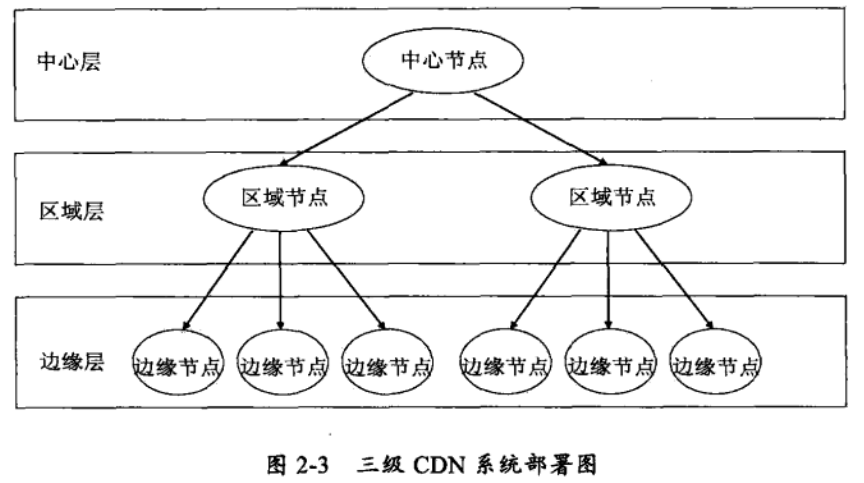 中心层 中心节点
区域层 区域节点 区域节点
边缘层 边缘节点 边缘节点 边缘节点 边缘节点 边缘节点 边缘节点
图 2-3 三级 CDN 系统部署图